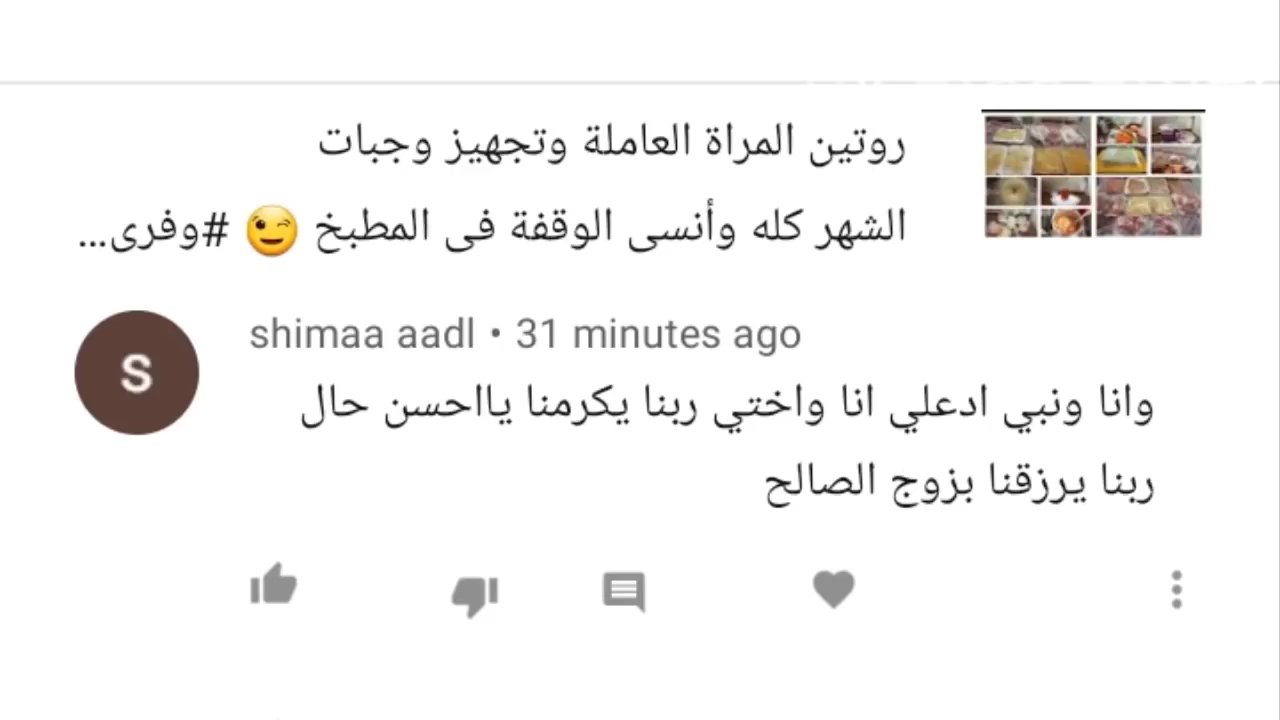 روتين المراة العاملة وتجهيز وجبات
الشهر كله وأنسى الوقفة فى المطبخ 😉 #وفرى...
shimaa aadl • 31 minutes ago
S
وانا ونبي ادعلي انا واختي ربنا يكرمنا يااحسن حال
ربنا يرزقنا بزوج الصالح